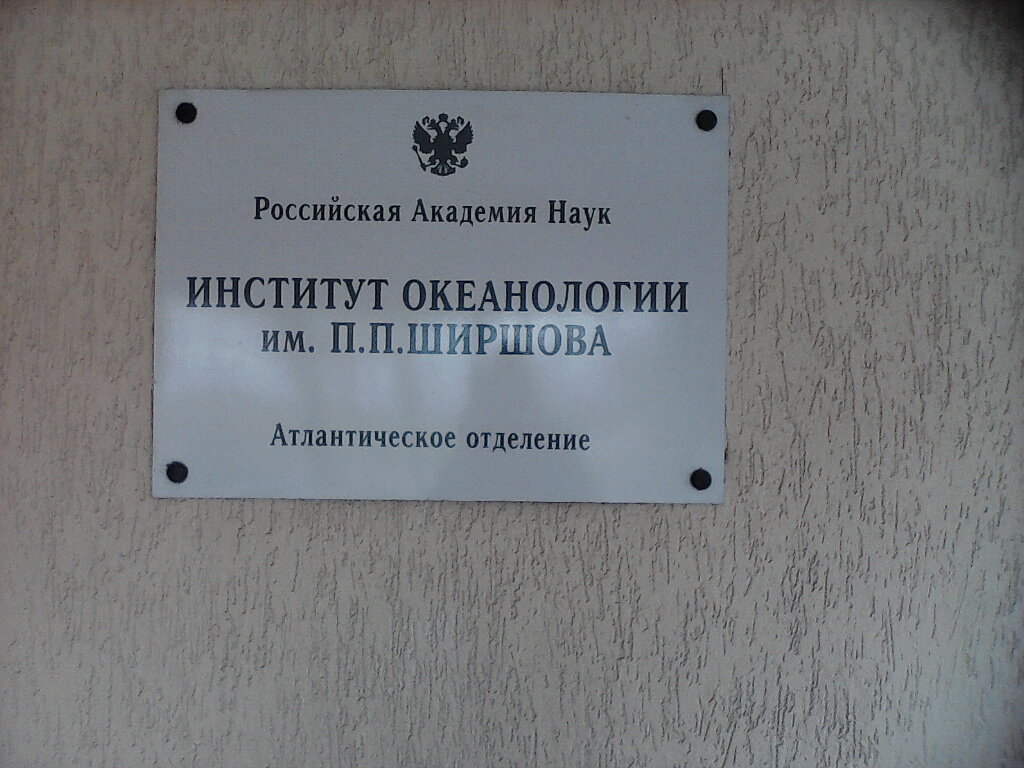 Российская Академия Наук
ИНСТИТУТ ОКЕАНОЛОГИИ
им. П.П.ШИРШОВА
Атлантическое отделение